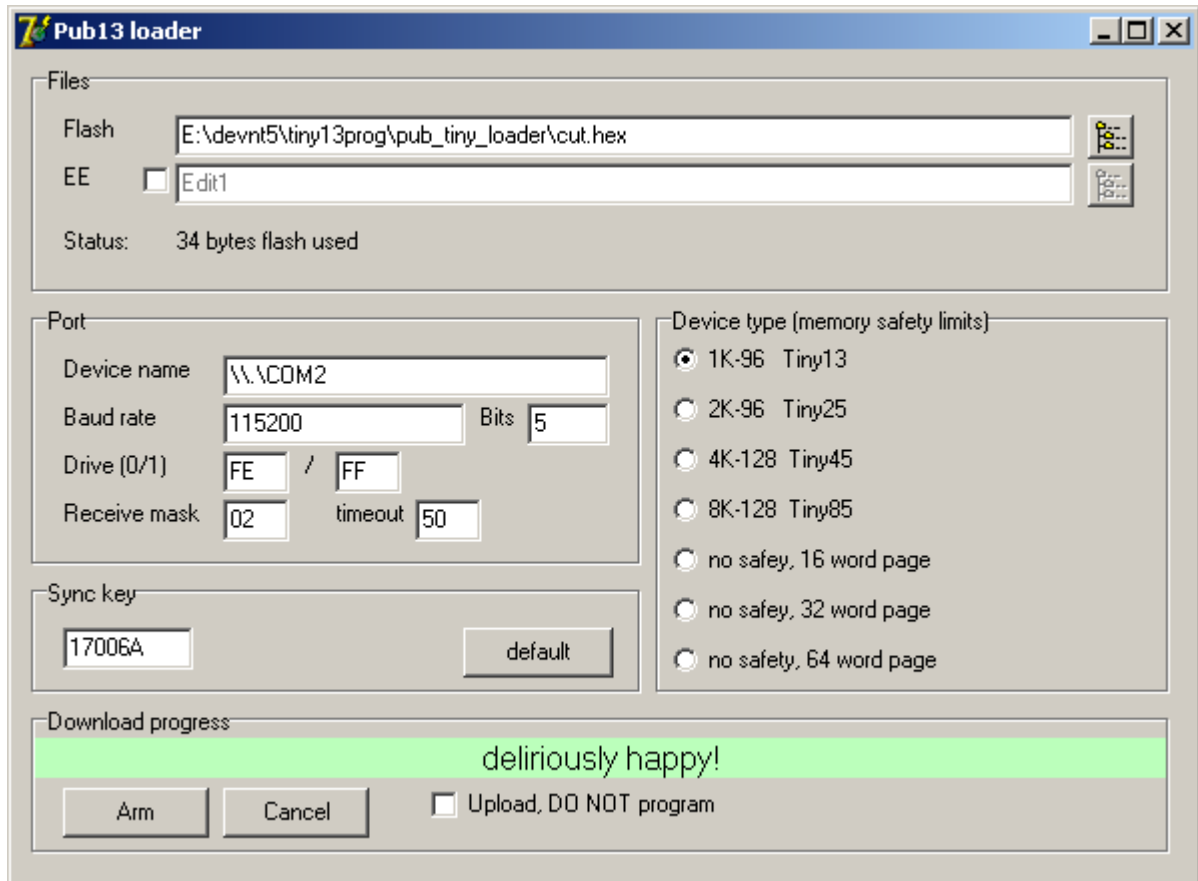 Pub13 loader
Files
Flash E:\devnt5\tiny13prog\pub_tiny_loader\cut.hex
EE Edit1
Status: 34 bytes flash used
Port
Device name \\.\COM2
Baud rate 115200 Bits 5
Drive (0/1) FE / FF
Receive mask 02 timeout 50
Sync key
17006A default
Device type (memory safety limits)
1K-96 Tiny13
2K-96 Tiny25
4K-128 Tiny45
8K-128 Tiny85
no safey, 16 word page
no safey, 32 word page
no safety, 64 word page
Download progress
deliriously happy!
Arm Cancel Upload, DO NOT program